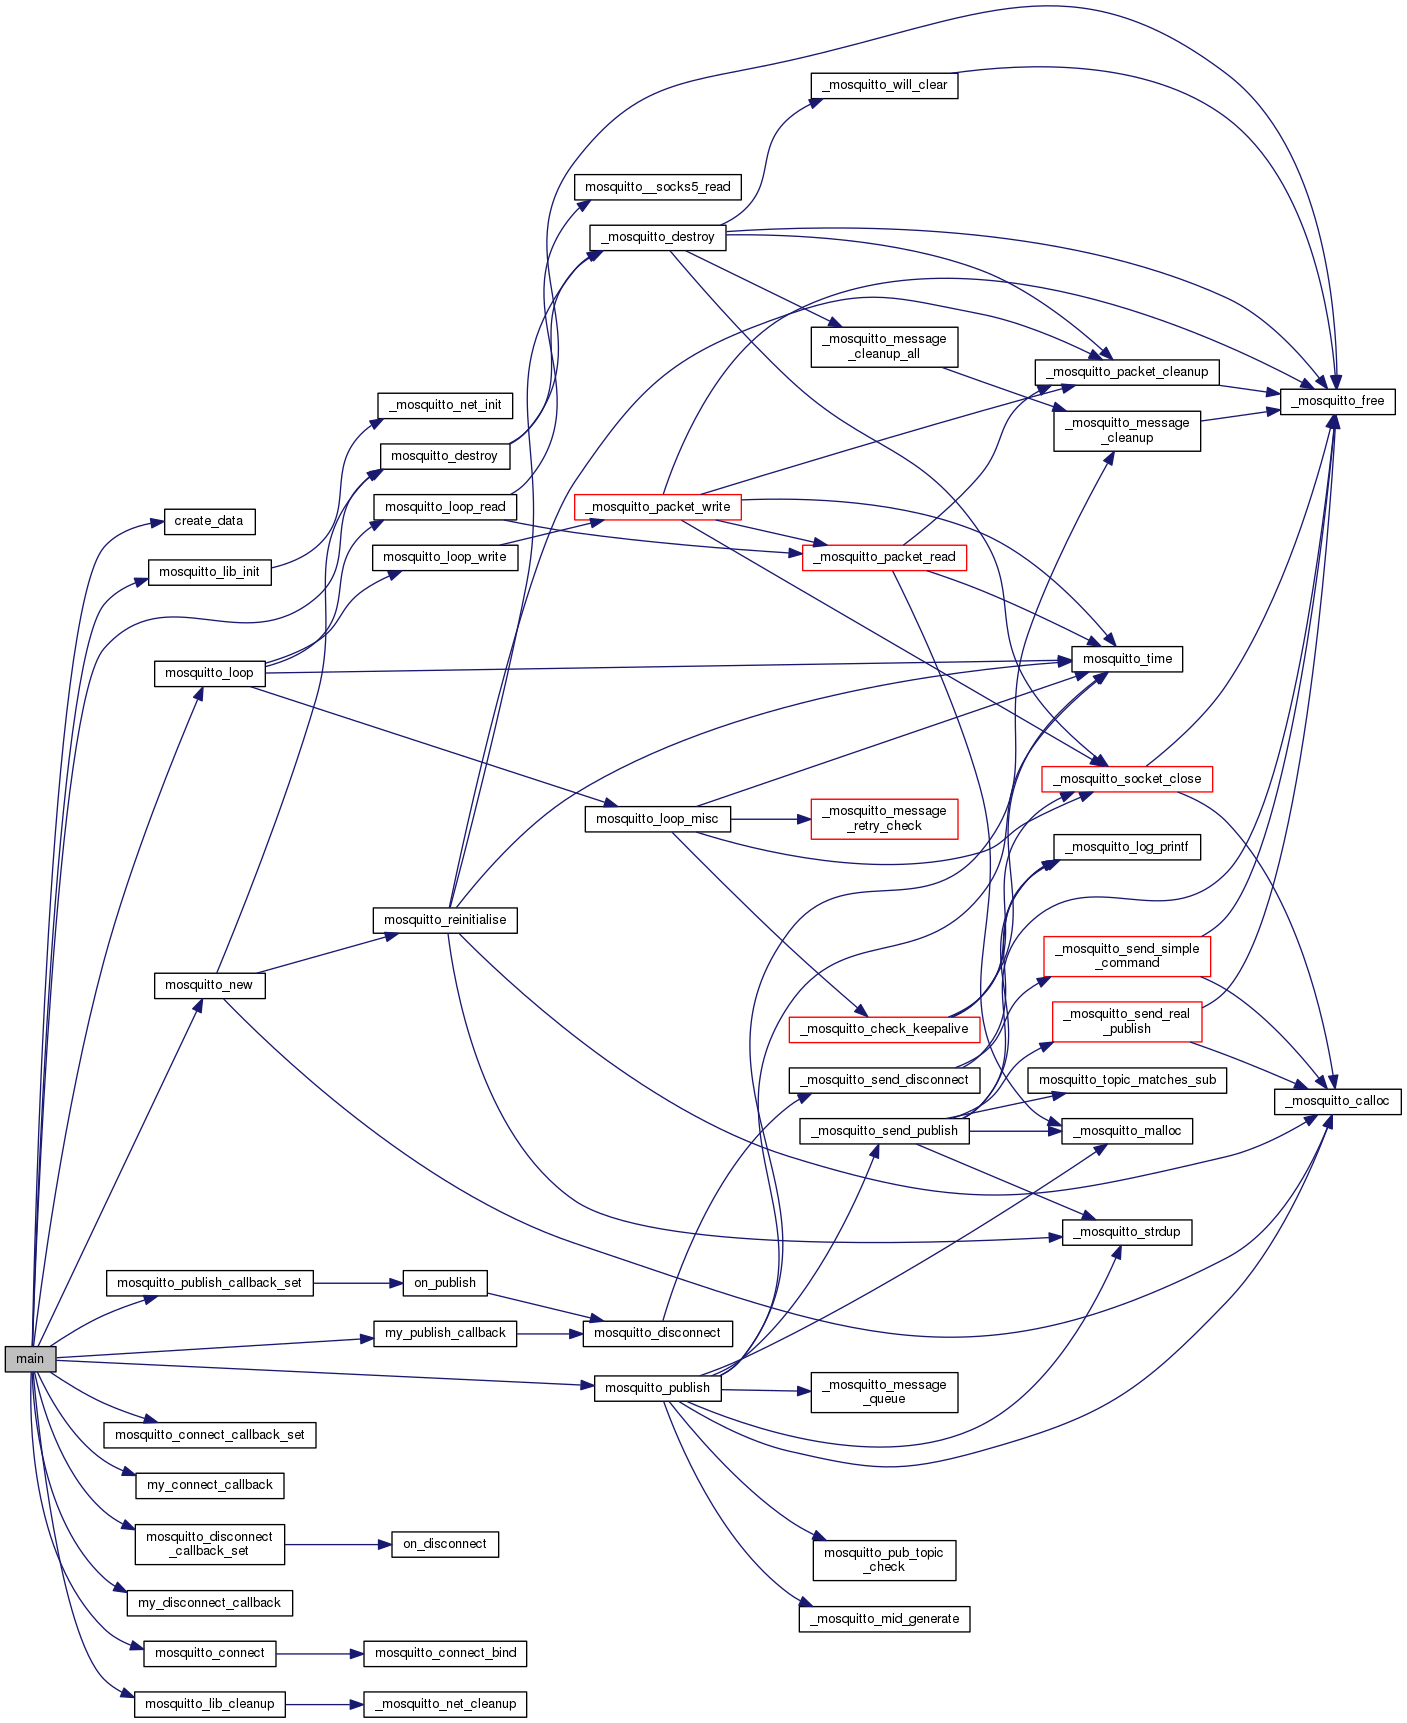 _mosquitto_will_clear
mosquitto__socks5_read
_mosquitto_destroy
_mosquitto_message
_cleanup_all
_mosquitto_packet_cleanup
_mosquitto_free
_mosquitto_net_init
_mosquitto_message
_cleanup
mosquitto_destroy
mosquitto_loop_read
_mosquitto_packet_write
create_data
mosquitto_loop_write
_mosquitto_packet_read
mosquitto_lib_init
mosquitto_loop
mosquitto_time
_mosquitto_socket_close
mosquitto_loop_misc
_mosquitto_message
_retry_check
_mosquitto_log_printf
mosquitto_reinitialise
_mosquitto_send_simple
_command
mosquitto_new
_mosquitto_send_real
_publish
_mosquitto_check_keepalive
_mosquitto_send_disconnect
mosquitto_topic_matches_sub
_mosquitto_calloc
_mosquitto_send_publish
_mosquitto_malloc
_mosquitto_strdup
mosquitto_publish_callback_set
on_publish
my_publish_callback
mosquitto_disconnect
main
mosquitto_publish
_mosquitto_message
_queue
mosquitto_connect_callback_set
my_connect_callback
mosquitto_disconnect
_callback_set
on_disconnect
mosquitto_pub_topic
_check
my_disconnect_callback
_mosquitto_mid_generate
mosquitto_connect
mosquitto_connect_bind
mosquitto_lib_cleanup
_mosquitto_net_cleanup